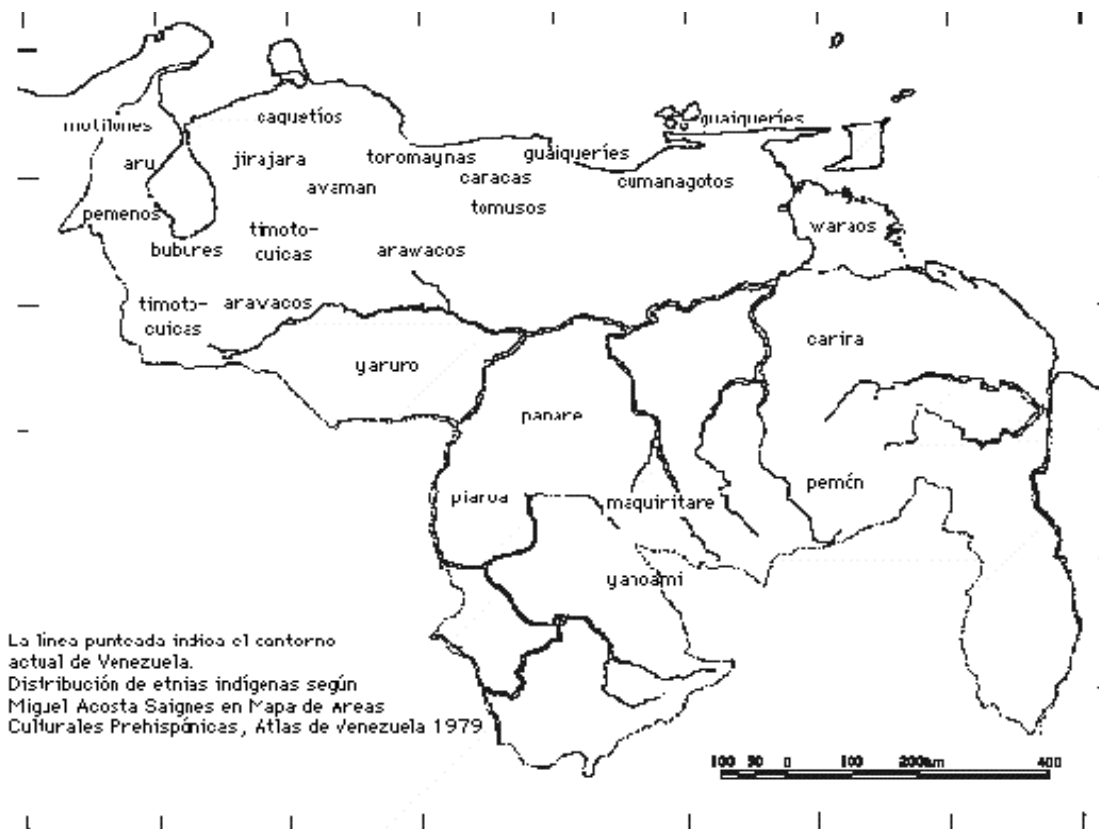 motilones
caquetíos
guaiqueríes
aru
jirajara
toromaynas
guaiqueríes
avaman
caracas
cumanagotos
tomusos
pemenos
bubures
timoto-
cuicas
arawacos
waraos
timoto-
cuicas
aravacos
yaruro
carira
panare
piaroa
maquiritare
pemón
yanoami
La línea punteada indica el contorno
actual de Venezuela.
Distribución de etnias indígenas según
Miguel Acosta Saignes en Mapa de Areas
Culturales Prehispánicas, Atlas de Venezuela 1979
100 50 0 100 200km 400